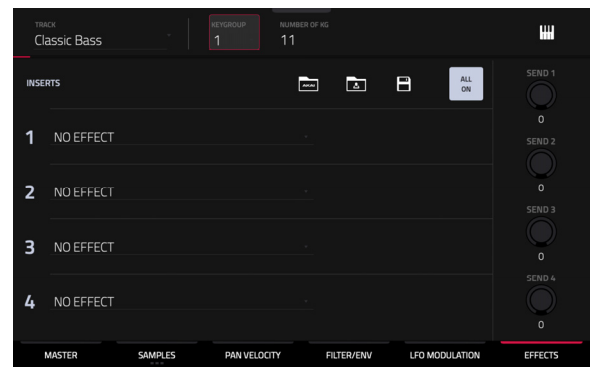 TRACK
Classic Bass
KEYGROUP
1
NUMBER OF KG
11
INSERTS
AKAI
ALL
ON
1 NO EFFECT
2 NO EFFECT
3 NO EFFECT
4 NO EFFECT
SEND 1
0
SEND 2
0
SEND 3
0
SEND 4
0
MASTER SAMPLES PAN VELOCITY FILTER/ENV LFO MODULATION EFFECTS